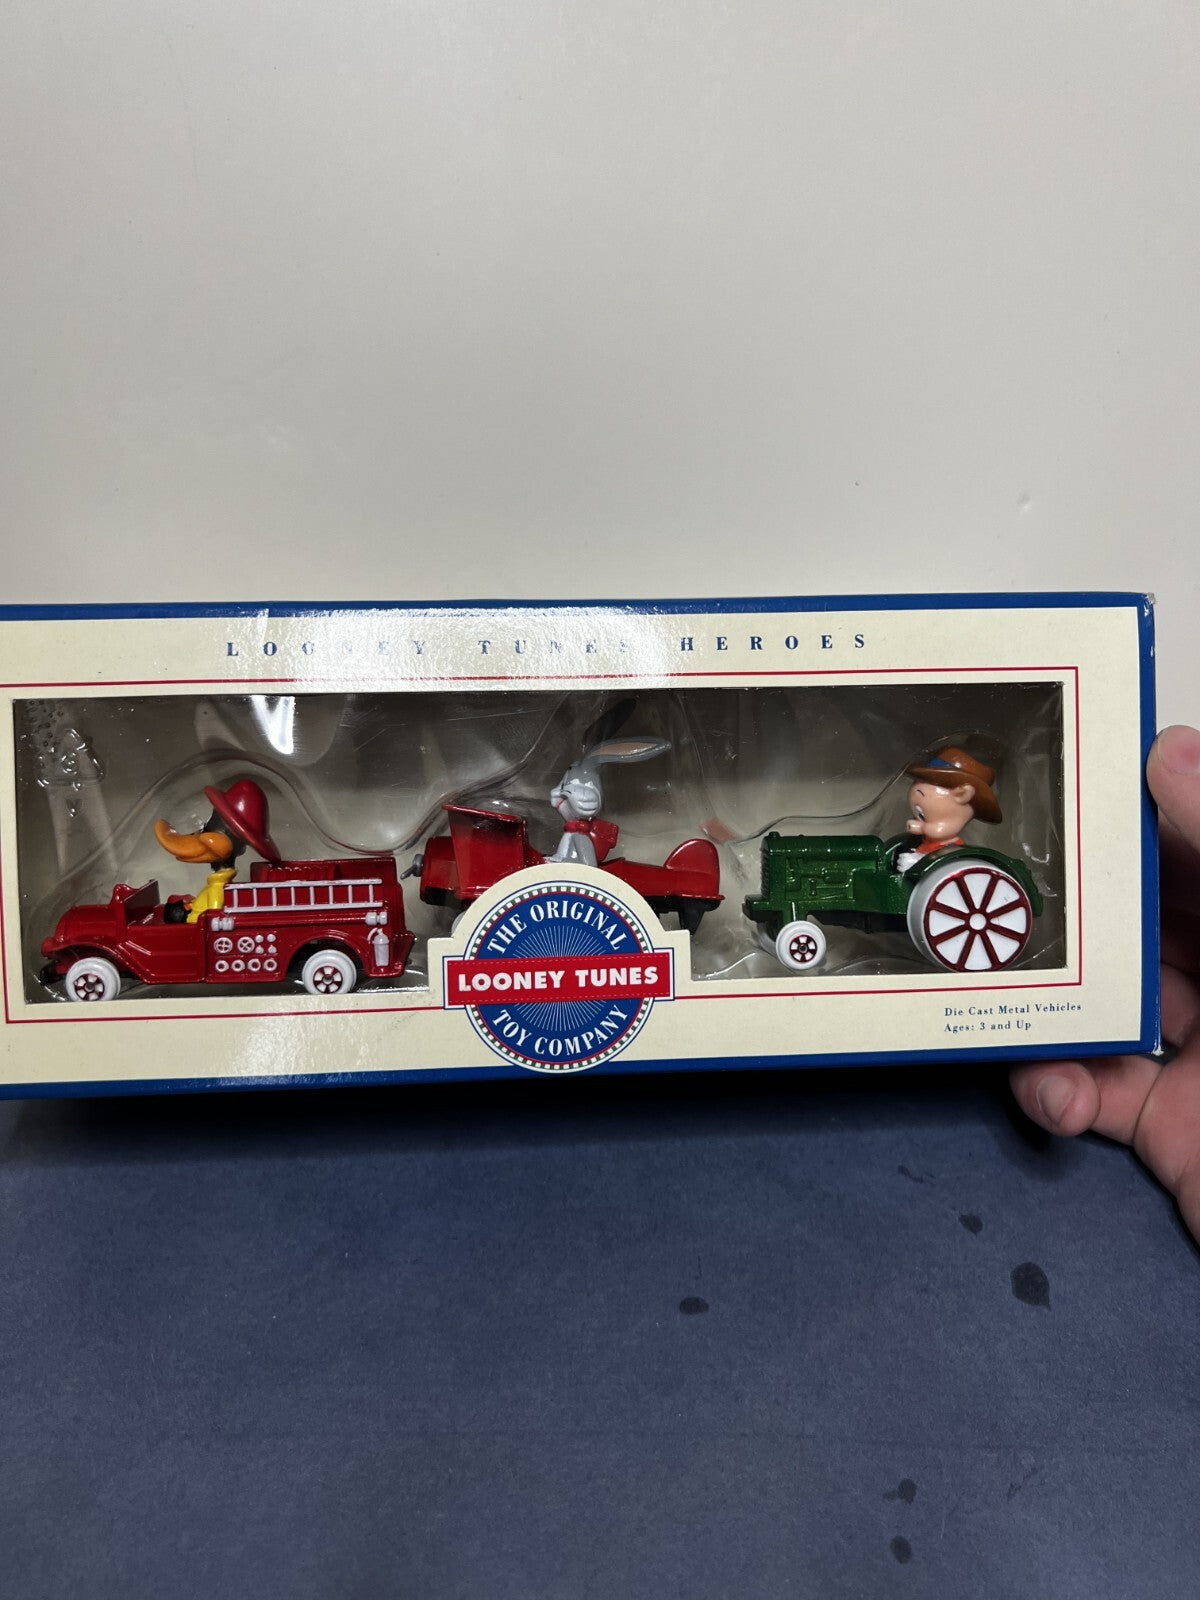 LOONEY TUNES HEROES
THE ORIGINAL
LOONEY TUNES
TOY COMPANY
Die Cast Metal Vehicles
Ages: 3 and Up